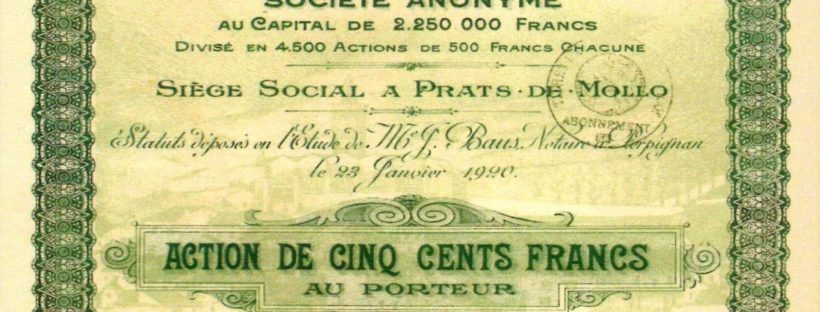 SOCIÉTÉ ANONYME
AU CAPITAL DE 2.250 000 FRANCS
DIVISÉ EN 4.500 ACTIONS DE 500 FRANCS CHACUNE
SIÈGE SOCIAL A PRATS-DE-MOLLO
ABONNEMENT
Statuts déposés en l'Étude de Me J. Baus, Notaire à Perpignan
le 23 Janvier 1920.
ACTION DE CINQ CENTS FRANCS
AU PORTEUR